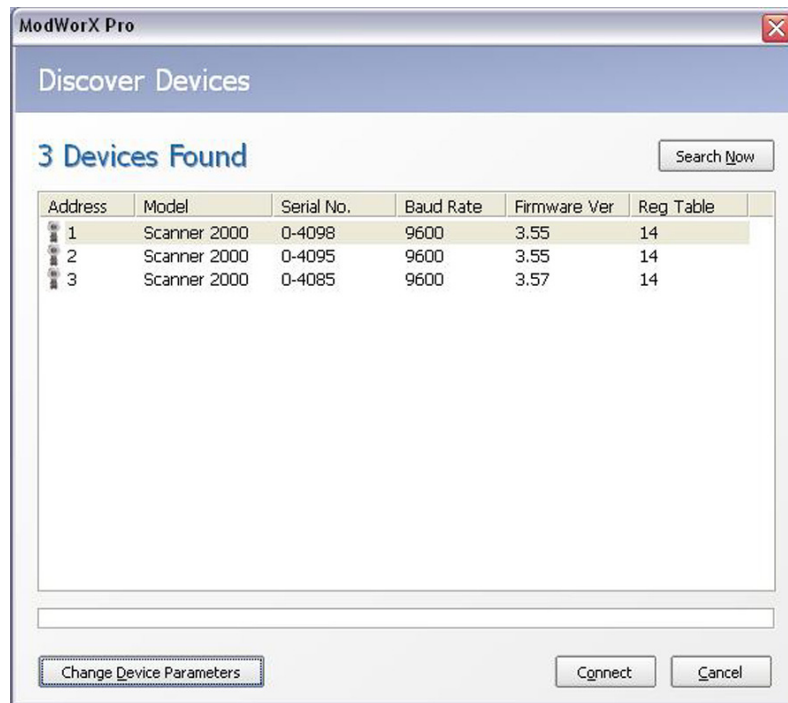 ModWorX Pro
Discover Devices
3 Devices Found
Search Now
Address Model Serial No. Baud Rate Firmware Ver Reg Table
1 Scanner 2000 0-4098 9600 3.55 14
2 Scanner 2000 0-4095 9600 3.55 14
3 Scanner 2000 0-4085 9600 3.57 14
Change Device Parameters Connect Cancel